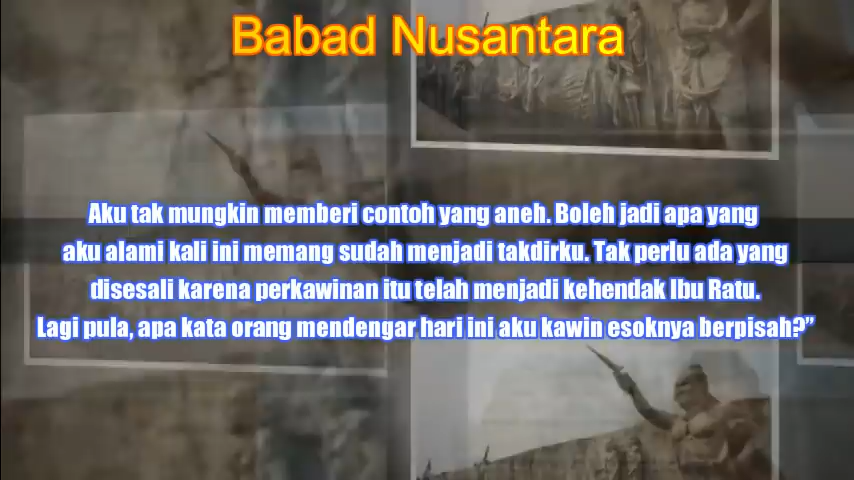 Babad Nusantara
Aku tak mungkin memberi contoh yang aneh. Boleh jadi apa yang
aku alami kali ini memang sudah menjadi takdirku. Tak perlu ada yang
disesali karena perkawinan itu telah menjadi kehendak Ibu Ratu.
Lagi pula, apa kata orang mendengar hari ini aku kawin esoknya berpisah?”